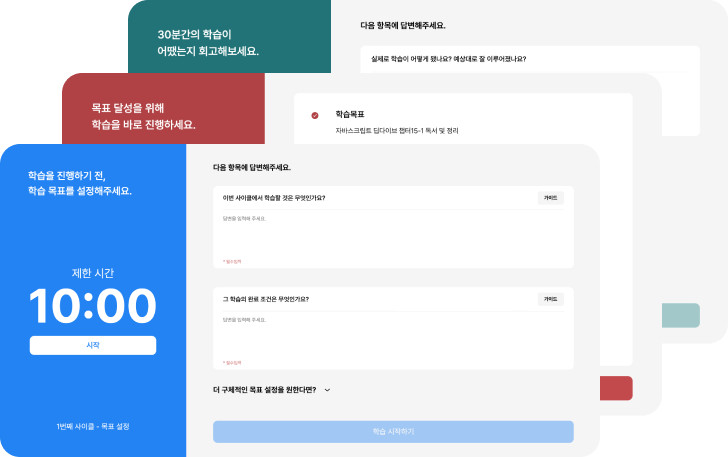 30분간의 학습이
어땠는지 회고해보세요.
다음 항목에 답변해주세요.
실제로 학습이 어떻게 됐나요? 예상대로 잘 이루어졌나요?
목표 달성을 위해
학습을 바로 진행하세요.
학습목표
자바스크립트 딥다이브 챕터15-1 독서 및 정리
학습을 진행하기 전,
학습 목표를 설정해주세요.
제한 시간
10:00
시작
1번째 사이클 - 목표 설정
다음 항목에 답변해주세요.
이번 사이클에서 학습할 것은 무엇인가요?
가이드
답변을 입력해 주세요.
* 필수입력
그 학습의 완료 조건은 무엇인가요?
가이드
답변을 입력해 주세요.
* 필수입력
더 구체적인 목표 설정을 원한다면?
학습 시작하기